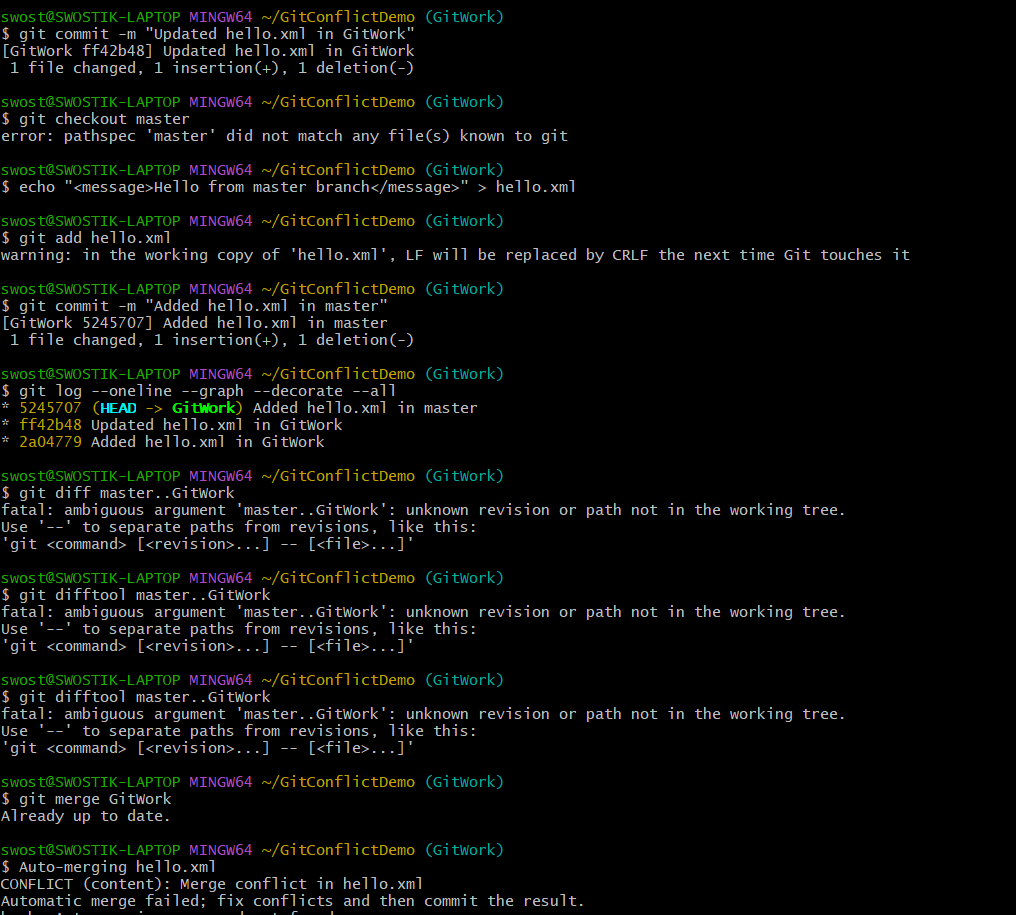 swost@SWOSTIK-LAPTOP MINGW64 ~/GitConflictDemo (GitWork)
$ git commit -m "Updated hello.xml in GitWork"
[GitWork ff42b48] Updated hello.xml in GitWork
 1 file changed, 1 insertion(+), 1 deletion(-)
swost@SWOSTIK-LAPTOP MINGW64 ~/GitConflictDemo (GitWork)
$ git checkout master
error: pathspec 'master' did not match any file(s) known to git
swost@SWOSTIK-LAPTOP MINGW64 ~/GitConflictDemo (GitWork)
$ echo "<message>Hello from master branch</message>" > hello.xml
swost@SWOSTIK-LAPTOP MINGW64 ~/GitConflictDemo (GitWork)
$ git add hello.xml
warning: in the working copy of 'hello.xml', LF will be replaced by CRLF the next time Git touches it
swost@SWOSTIK-LAPTOP MINGW64 ~/GitConflictDemo (GitWork)
$ git commit -m "Added hello.xml in master"
[GitWork 5245707] Added hello.xml in master
 1 file changed, 1 insertion(+), 1 deletion(-)
swost@SWOSTIK-LAPTOP MINGW64 ~/GitConflictDemo (GitWork)
$ git log --oneline --graph --decorate --all
* 5245707 (HEAD -> GitWork) Added hello.xml in master
* ff42b48 Updated hello.xml in GitWork
* 2a04779 Added hello.xml in GitWork
swost@SWOSTIK-LAPTOP MINGW64 ~/GitConflictDemo (GitWork)
$ git diff master..GitWork
fatal: ambiguous argument 'master..GitWork': unknown revision or path not in the working tree.
Use '--' to separate paths from revisions, like this:
'git <command> [<revision>...] -- [<file>...]'
swost@SWOSTIK-LAPTOP MINGW64 ~/GitConflictDemo (GitWork)
$ git difftool master..GitWork
fatal: ambiguous argument 'master..GitWork': unknown revision or path not in the working tree.
Use '--' to separate paths from revisions, like this:
'git <command> [<revision>...] -- [<file>...]'
swost@SWOSTIK-LAPTOP MINGW64 ~/GitConflictDemo (GitWork)
$ git difftool master..GitWork
fatal: ambiguous argument 'master..GitWork': unknown revision or path not in the working tree.
Use '--' to separate paths from revisions, like this:
'git <command> [<revision>...] -- [<file>...]'
swost@SWOSTIK-LAPTOP MINGW64 ~/GitConflictDemo (GitWork)
$ git merge GitWork
Already up to date.
swost@SWOSTIK-LAPTOP MINGW64 ~/GitConflictDemo (GitWork)
$ Auto-merging hello.xml
CONFLICT (content): Merge conflict in hello.xml
Automatic merge failed; fix conflicts and then commit the result.